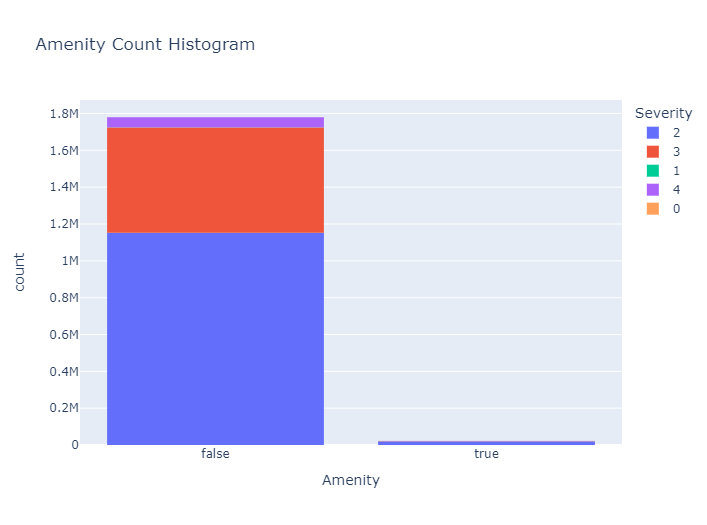 Amenity Count Histogram
1.8M
1.6M
1.4M
1.2M
1M
0.8M
0.6M
0.4M
0.2M
0
count
false
true
Amenity
Severity
2
3
1
4
0